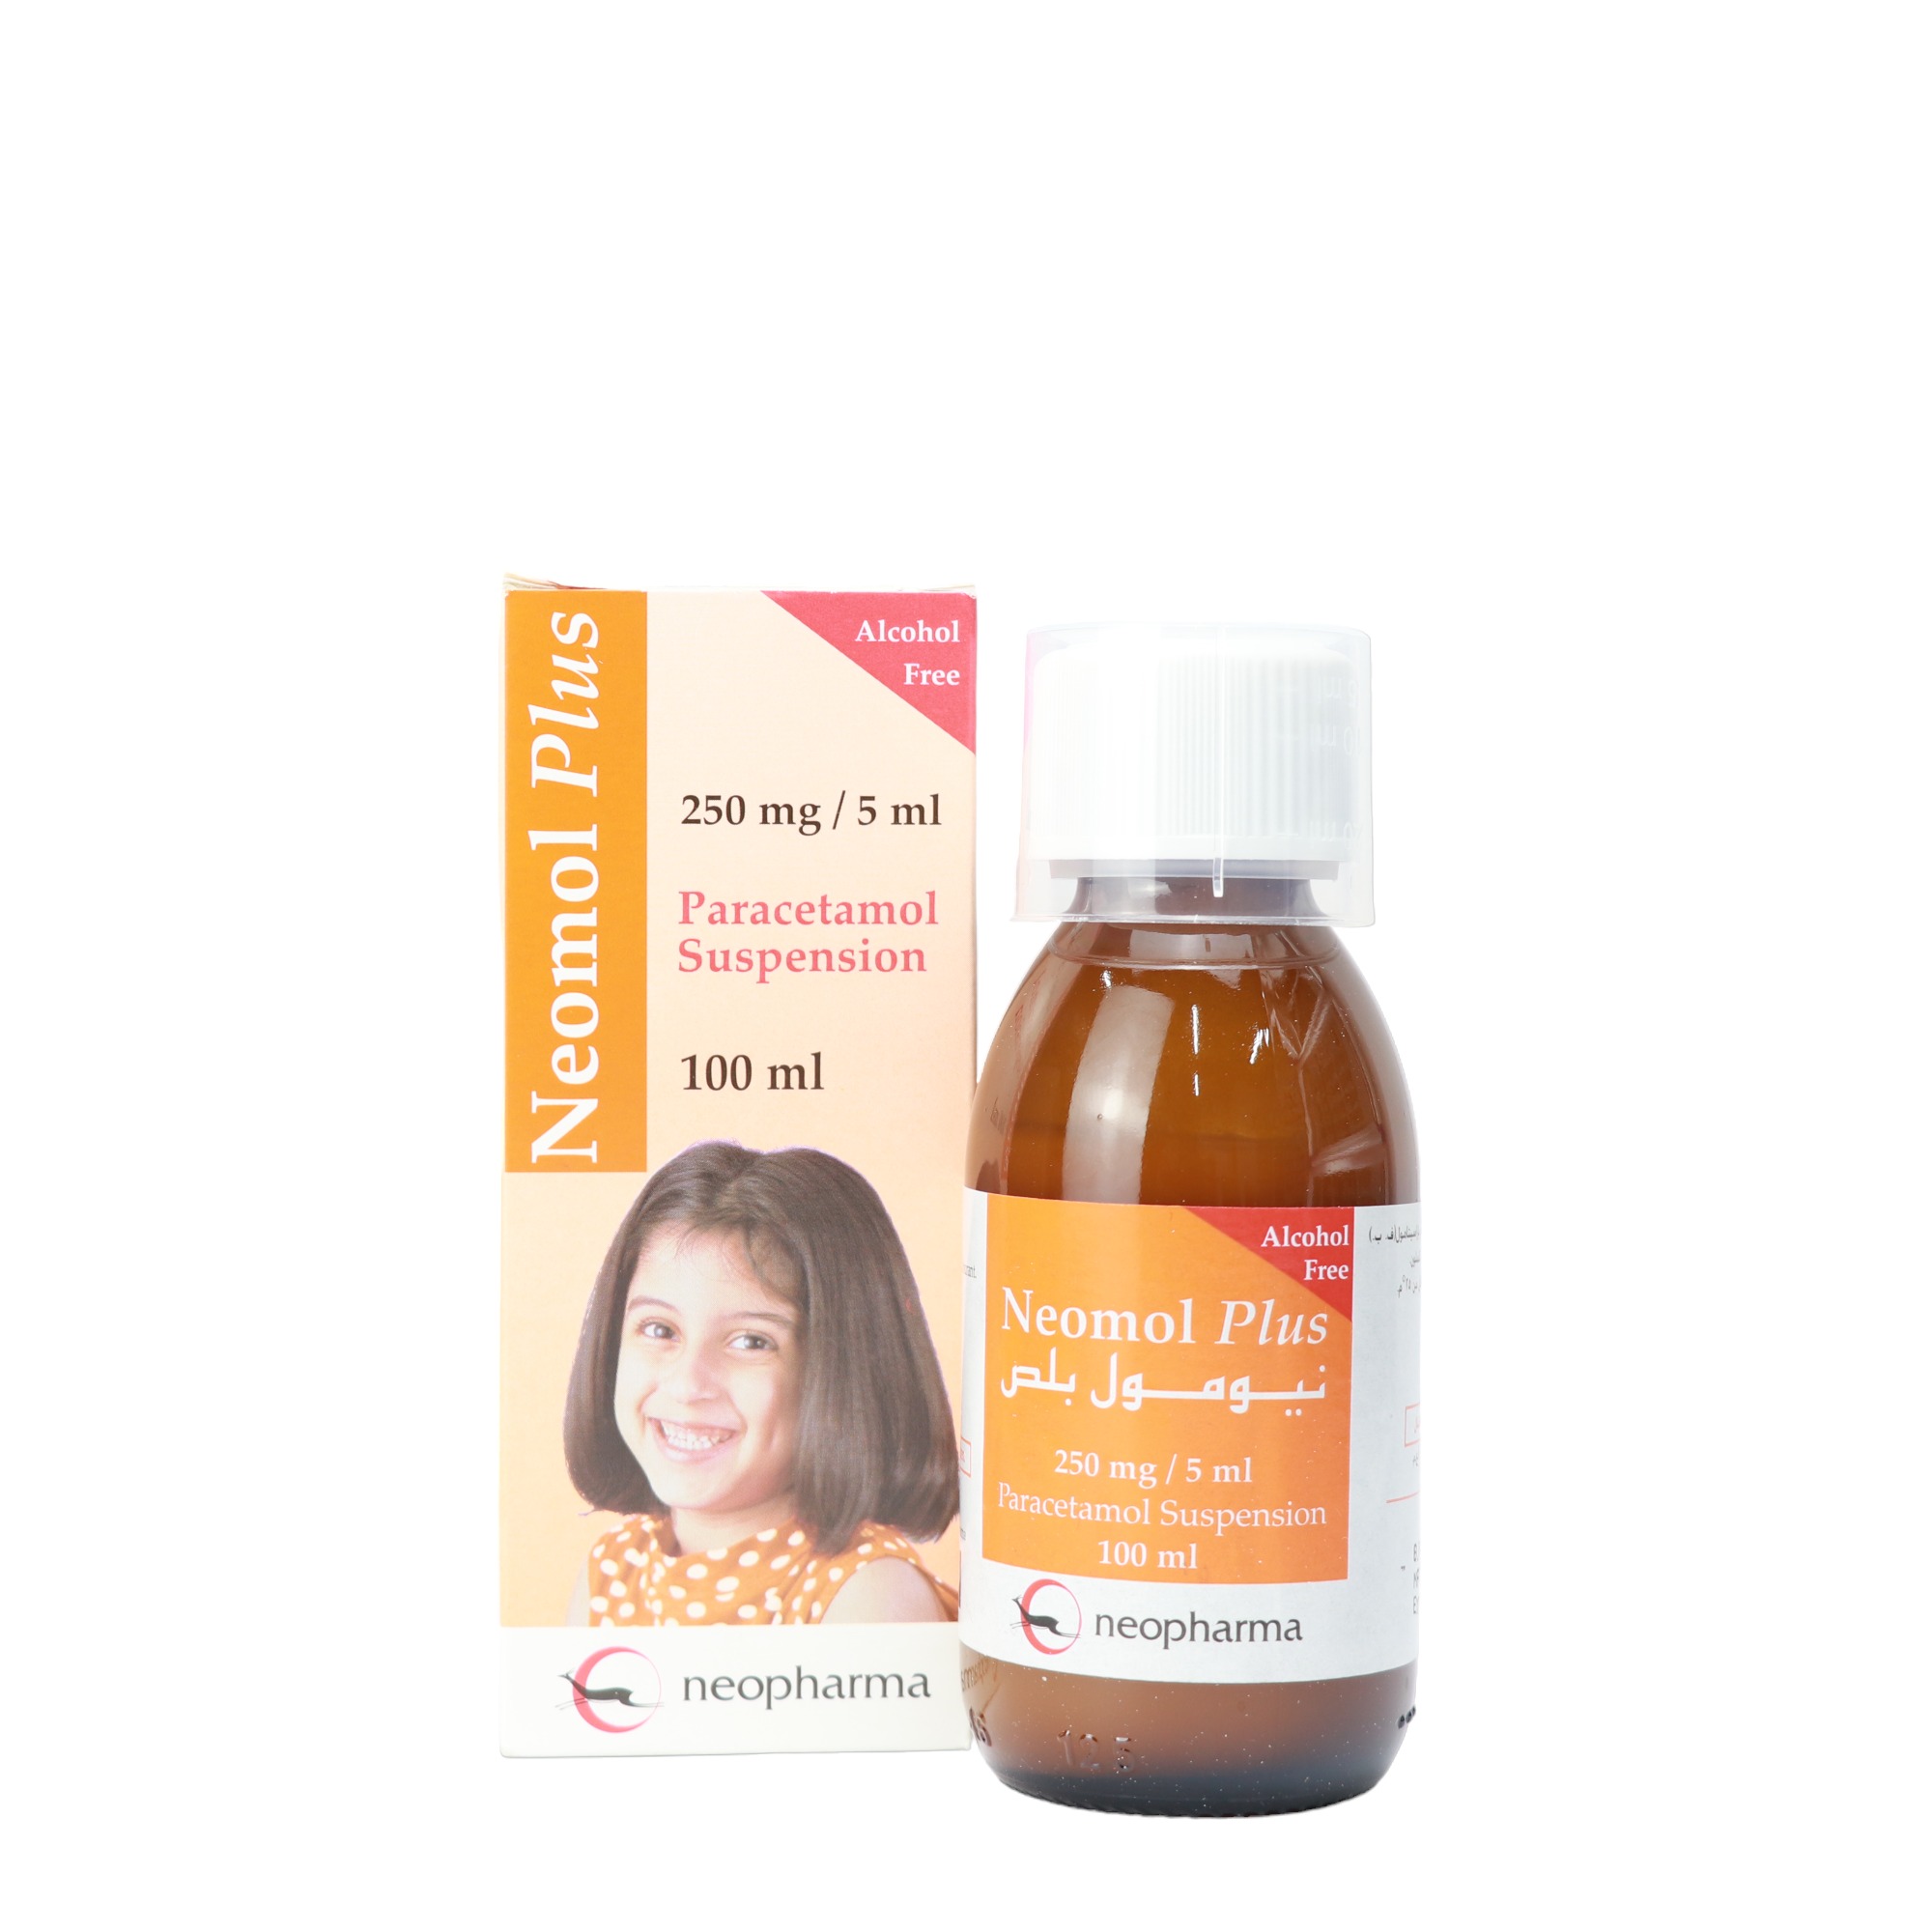 Neomol Plus
Alcohol
Free
250 mg / 5 ml
Paracetamol
Suspension
100 ml
neopharma
Alcohol
Free
Neomol Plus
نيومول بلص
250 mg / 5 ml
Paracetamol Suspension
100 ml
neopharma
125